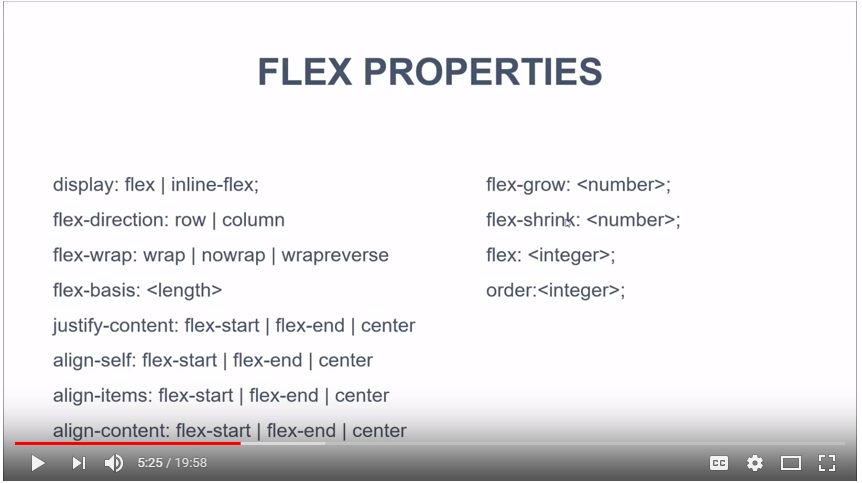 FLEX PROPERTIES
display: flex | inline-flex;
flex-direction: row | column
flex-wrap: wrap | nowrap | wrapreverse
flex-basis: <length>
justify-content: flex-start | flex-end | center
align-self: flex-start | flex-end | center
align-items: flex-start | flex-end | center
align-content: flex-start | flex-end | center
flex-grow: <number>;
flex-shrink: <number>;
flex: <integer>;
order:<integer>;
5:25 / 19:58
CC